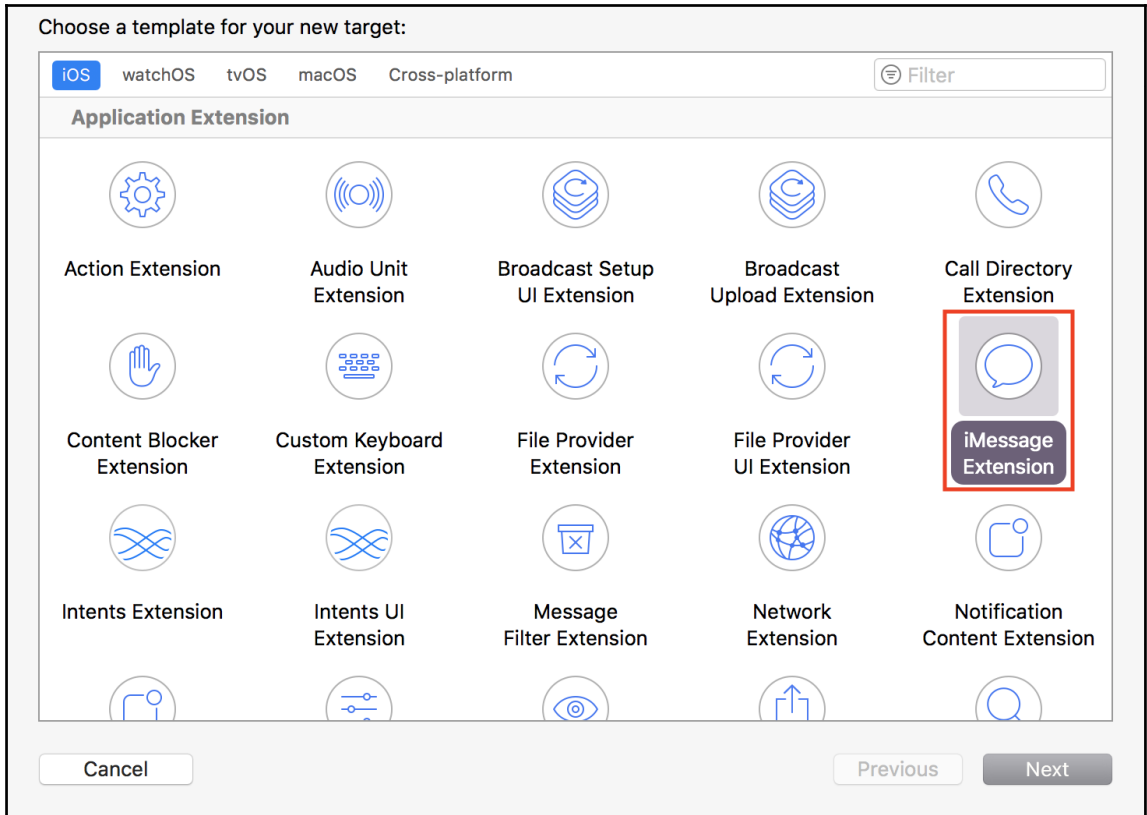 Choose a template for your new target:
iOS watchOS tvOS macOS Cross-platform Filter
Application Extension
Action Extension
Audio Unit
Extension
Broadcast Setup
UI Extension
Broadcast
Upload Extension
Call Directory
Extension
Content Blocker
Extension
Custom Keyboard
Extension
File Provider
Extension
File Provider
UI Extension
iMessage
Extension
Intents Extension
Intents UI
Extension
Message
Filter Extension
Network
Extension
Notification
Content Extension
Cancel Previous Next